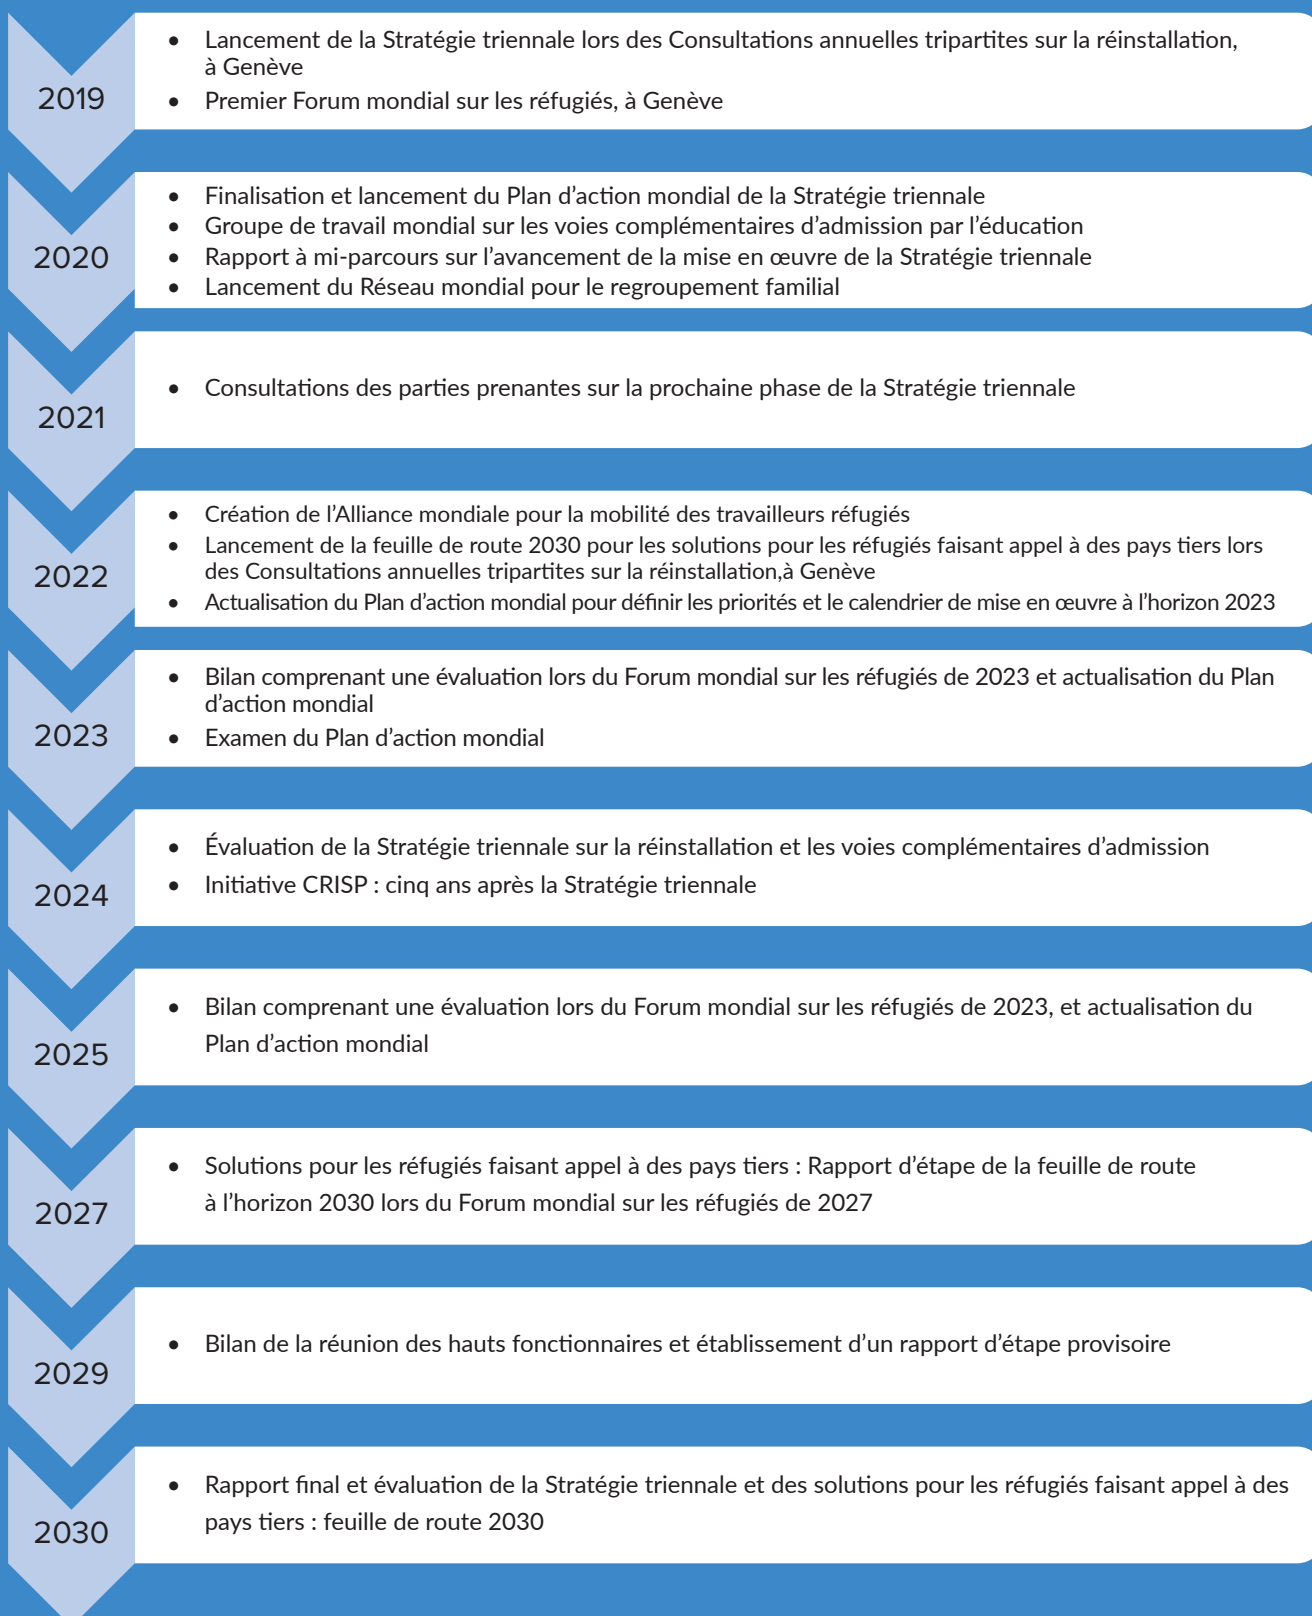 2019
• Lancement de la Stratégie triennale lors des Consultations annuelles tripartites sur la réinstallation,
à Genève
• Premier Forum mondial sur les réfugiés, à Genève
2020
• Finalisation et lancement du Plan d’action mondial de la Stratégie triennale
• Groupe de travail mondial sur les voies complémentaires d’admission par l’éducation
• Rapport à mi-parcours sur l’avancement de la mise en œuvre de la Stratégie triennale
• Lancement du Réseau mondial pour le regroupement familial
2021
• Consultations des parties prenantes sur la prochaine phase de la Stratégie triennale
2022
• Création de l’Alliance mondiale pour la mobilité des travailleurs réfugiés
• Lancement de la feuille de route 2030 pour les solutions pour les réfugiés faisant appel à des pays tiers lors
des Consultations annuelles tripartites sur la réinstallation,à Genève
• Actualisation du Plan d’action mondial pour définir les priorités et le calendrier de mise en œuvre à l’horizon 2023
2023
• Bilan comprenant une évaluation lors du Forum mondial sur les réfugiés de 2023 et actualisation du Plan
d’action mondial
• Examen du Plan d’action mondial
2024
• Évaluation de la Stratégie triennale sur la réinstallation et les voies complémentaires d’admission
• Initiative CRISP : cinq ans après la Stratégie triennale
2025
• Bilan comprenant une évaluation lors du Forum mondial sur les réfugiés de 2023, et actualisation du
Plan d’action mondial
2027
• Solutions pour les réfugiés faisant appel à des pays tiers : Rapport d’étape de la feuille de route
à l’horizon 2030 lors du Forum mondial sur les réfugiés de 2027
2029
• Bilan de la réunion des hauts fonctionnaires et établissement d’un rapport d’étape provisoire
2030
• Rapport final et évaluation de la Stratégie triennale et des solutions pour les réfugiés faisant appel à des
pays tiers : feuille de route 2030